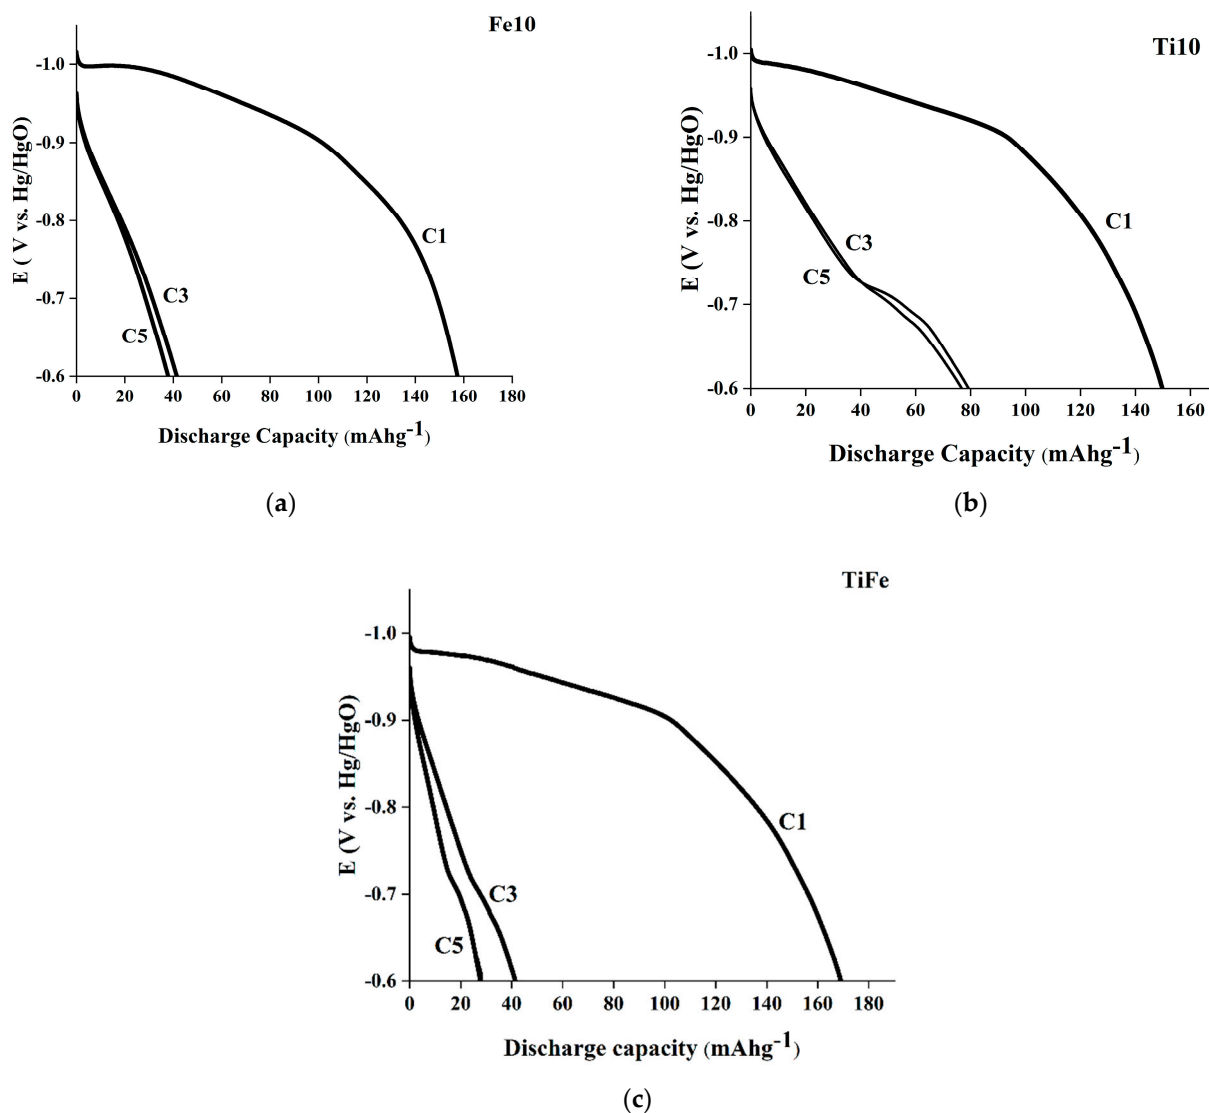 Fe10
-1.0
-0.9
-0.8
-0.7
-0.6
E ( V vs. Hg/HgO)
C1
C3
C5
0 20 40 60 80 100 120 140 160 180
Discharge Capacity (mAhg-1)
(a)
Ti10
-1.0
-0.9
-0.8
-0.7
-0.6
E (V vs. Hg/HgO)
C1
C3
C5
0 20 40 60 80 100 120 140 160
Discharge Capacity (mAhg-1)
(b)
TiFe
-1.0
-0.9
-0.8
-0.7
-0.6
E (V vs. Hg/HgO)
C1
C3
C5
0 20 40 60 80 100 120 140 160 180
Discharge capacity (mAhg-1)
(c)